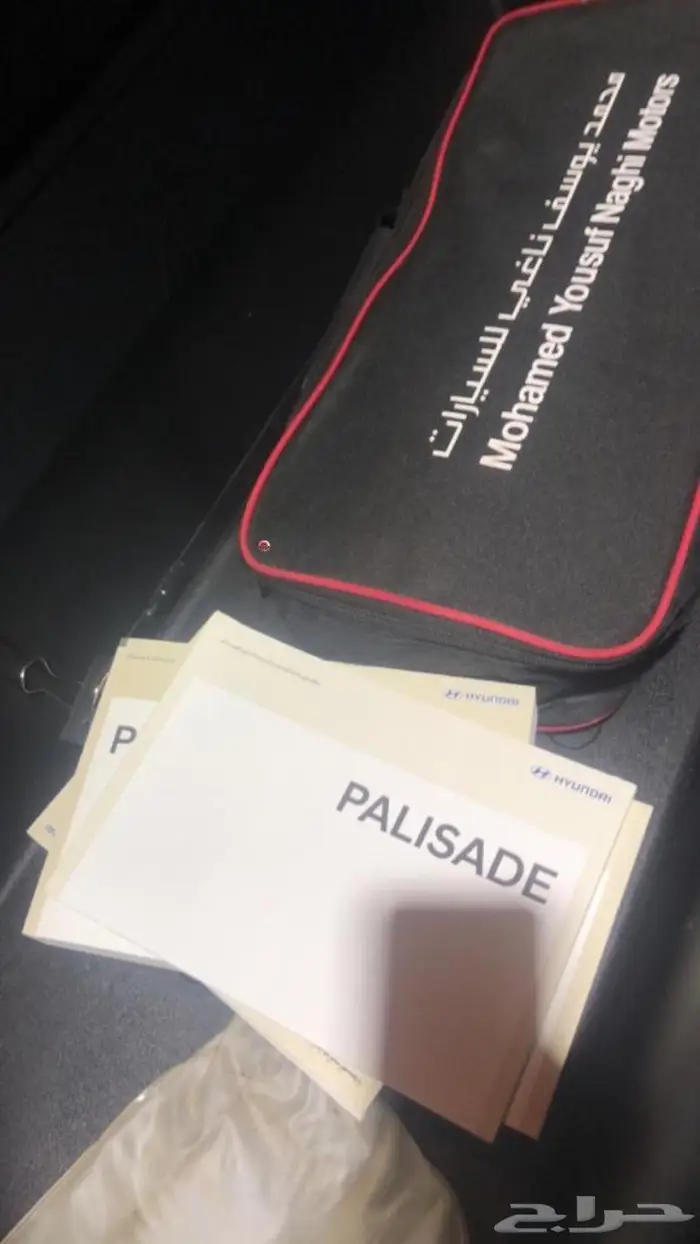 محمد يوسف ناغي للسيارات
Mohamed Yousuf Naghi Motors
HYUNDAI
HYUNDAI
P
PALISADE
حراج